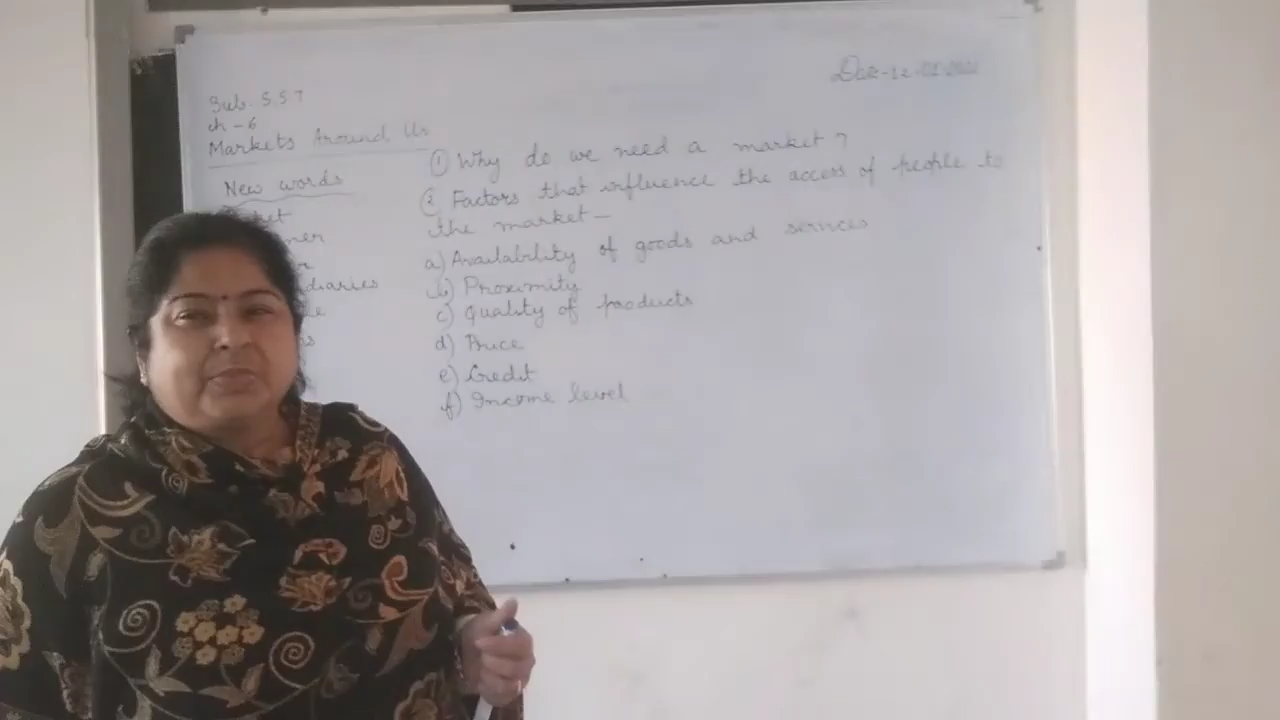 Sub. S.S.T
Ch - 6
Markets Around Us
New words
① Why do we need a market?
② Factors that influence the access of people to
the market-
a) Availability of goods and services
b) Proximity
c) Quality of products
d) Price
e) Credit
f) Income level